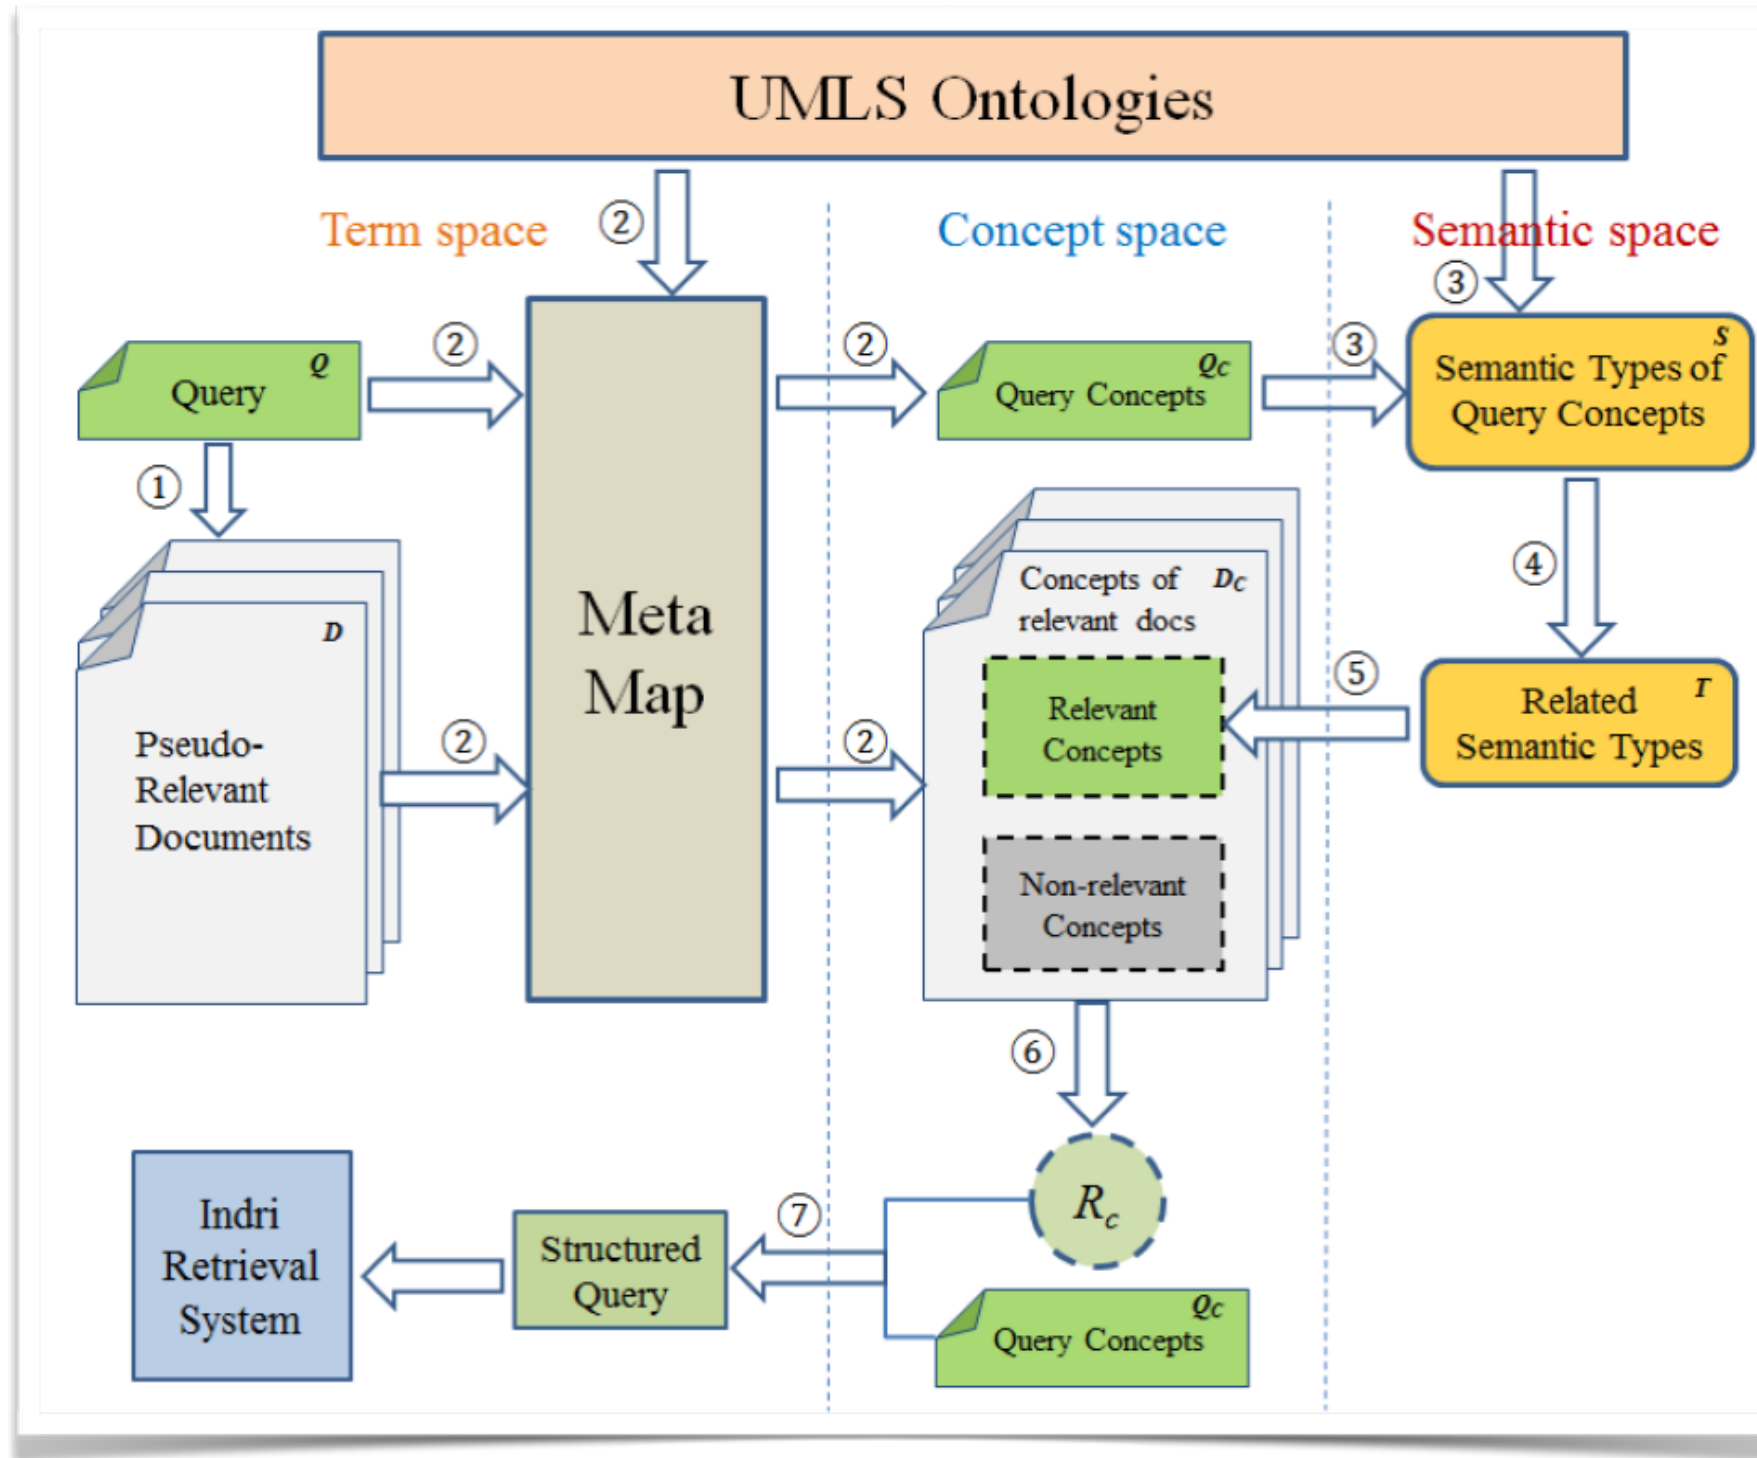 UMLS Ontologies
Term space
②
Concept space
Semantic space
③
Query Q
②
②
Query Concepts QC
③
Semantic Types of S
Query Concepts
①
④
D
Pseudo-
Relevant
Documents
②
Meta
Map
②
Concepts of DC
relevant docs
Relevant
Concepts
Non-relevant
Concepts
⑤
Related T
Semantic Types
⑥
Rc
Query Concepts QC
⑦
Structured
Query
Indri
Retrieval
System